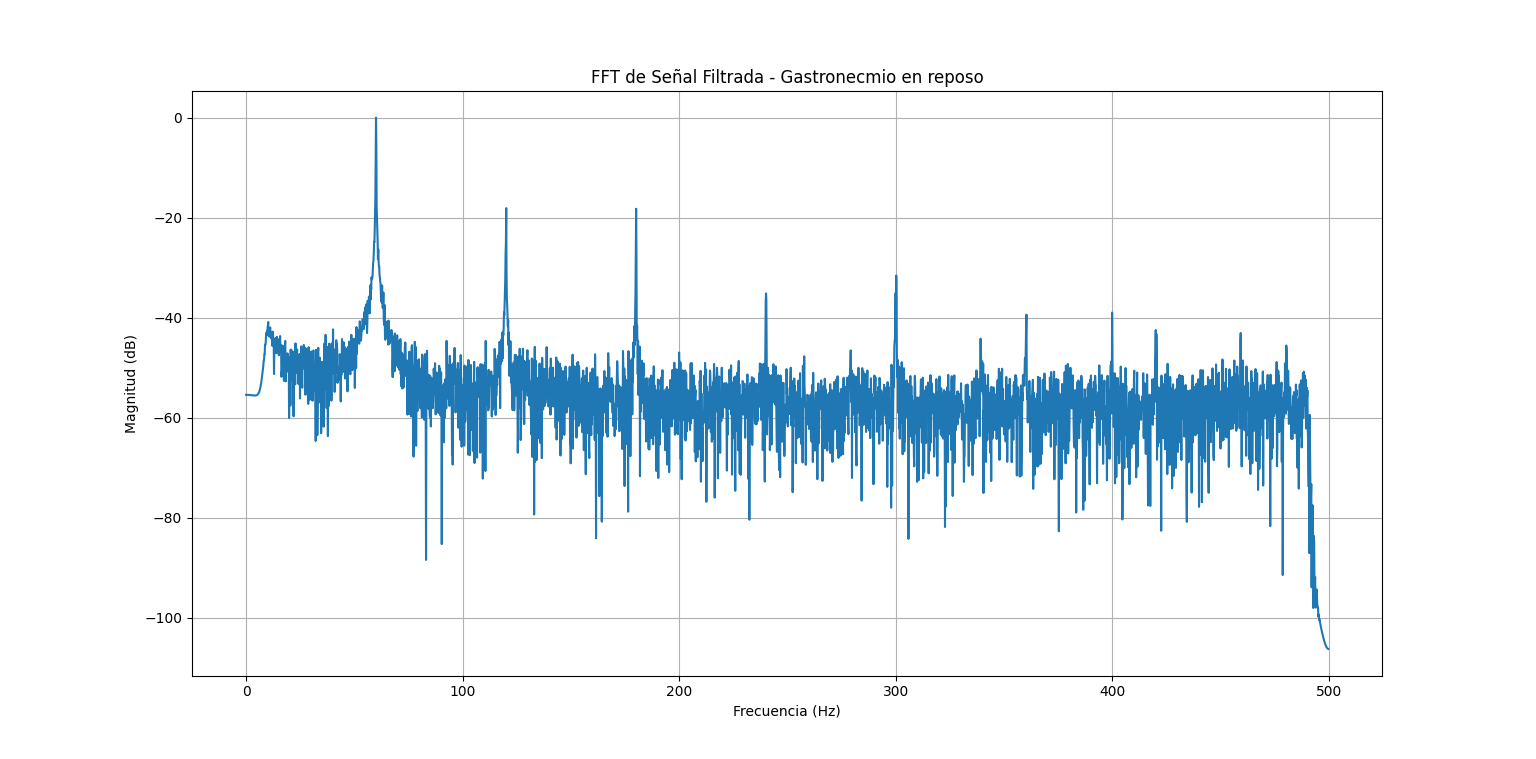 FFT de Señal Filtrada - Gastronecmio en reposo
0
−20
−40
−60
−80
−100
Magnitud (dB)
0 100 200 300 400 500
Frecuencia (Hz)